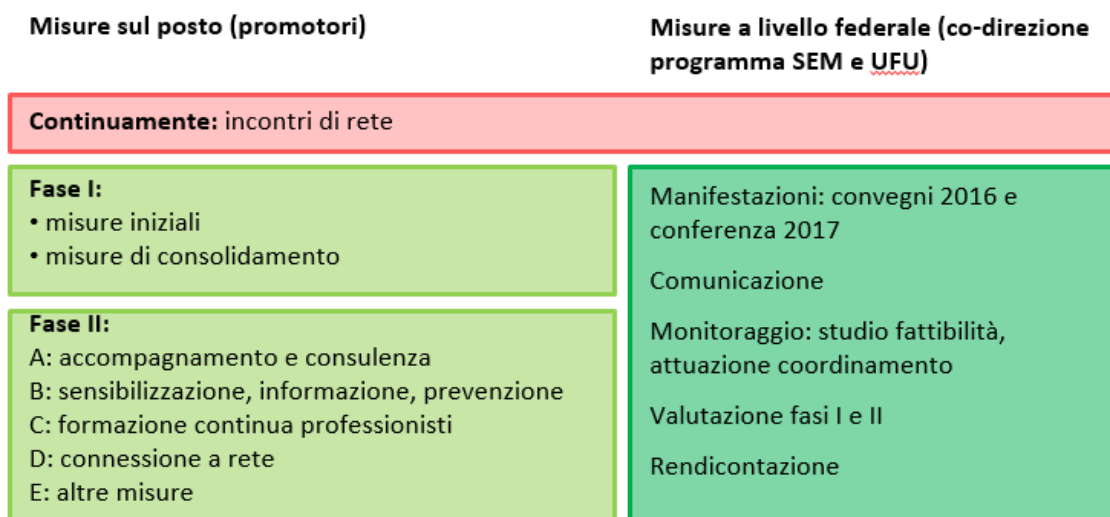 Misure sul posto (promotori)
Misure a livello federale (co-direzione
programma SEM e UFU)
Continuamente: incontri di rete
Fase I:
• misure iniziali
• misure di consolidamento
Fase II:
A: accompagnamento e consulenza
B: sensibilizzazione, informazione, prevenzione
C: formazione continua professionisti
D: connessione a rete
E: altre misure
Manifestazioni: convegni 2016 e
conferenza 2017
Comunicazione
Monitoraggio: studio fattibilità,
attuazione coordinamento
Valutazione fasi I e II
Rendicontazione